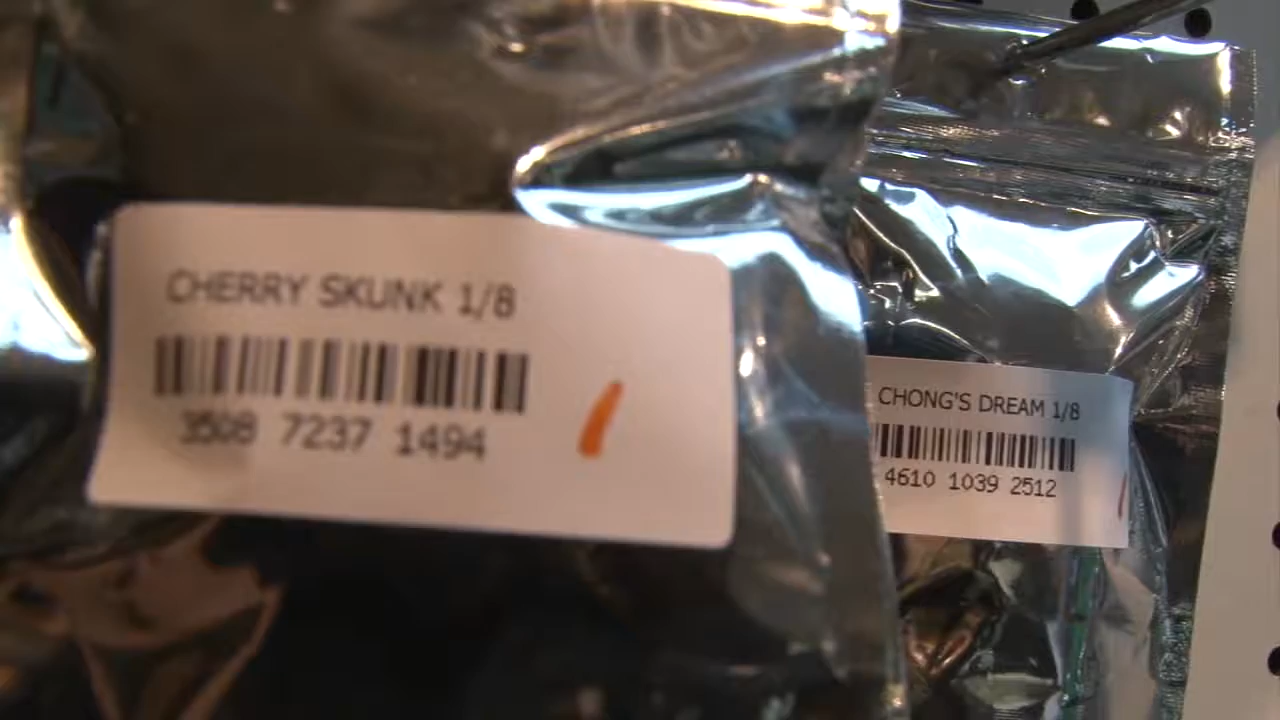 CHERRY SKUNK 1/8
3508 7237 1494
CHONG'S DREAM 1/8
4610 1039 2512